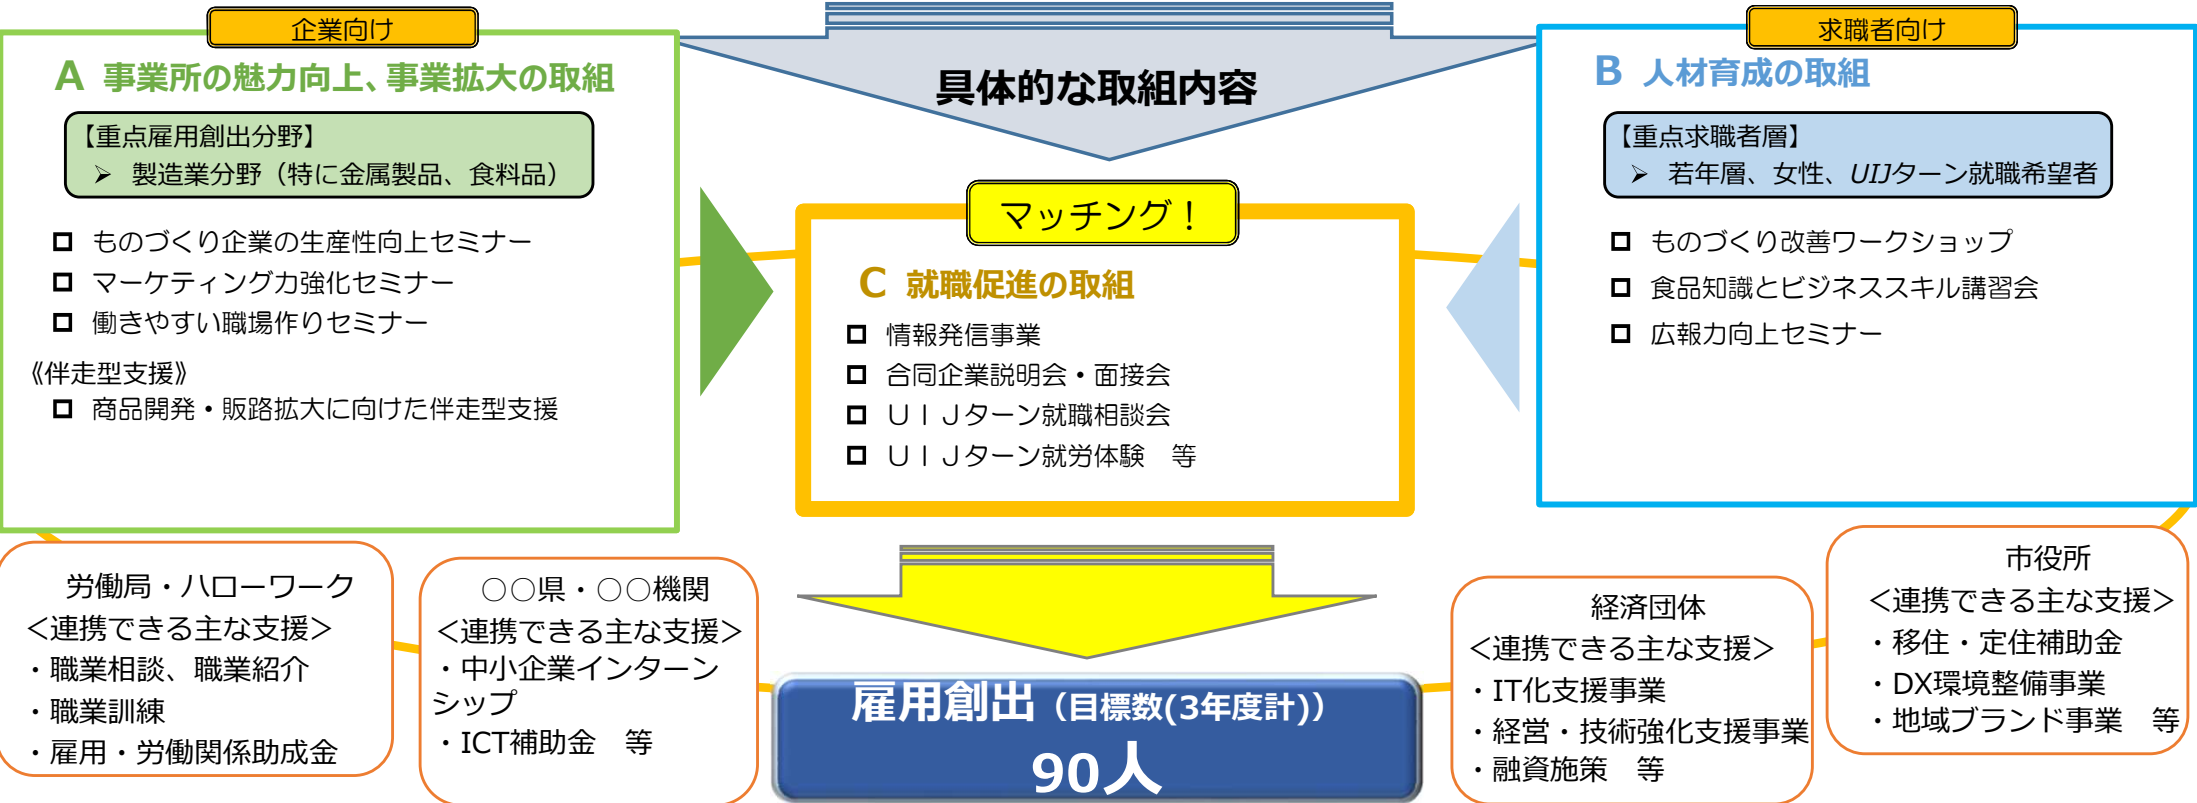 企業向け
A 事業所の魅力向上、事業拡大の取組
【重点雇用創出分野】
➢ 製造業分野（特に金属製品、食料品）
ものづくり企業の生産性向上セミナー
マーケティング力強化セミナー
働きやすい職場作りセミナー
《伴走型支援》
商品開発・販路拡大に向けた伴走型支援
具体的な取組内容
マッチング！
C 就職促進の取組
情報発信事業
合同企業説明会・面接会
ＵＩＪターン就職相談会
ＵＩＪターン就労体験　等
求職者向け
B 人材育成の取組
【重点求職者層】
➢ 若年層、女性、UIJターン就職希望者
ものづくり改善ワークショップ
食品知識とビジネススキル講習会
広報力向上セミナー
労働局・ハローワーク
＜連携できる主な支援＞
・職業相談、職業紹介
・職業訓練
・雇用・労働関係助成金
○○県・○○機関
＜連携できる主な支援＞
・中小企業インターン
シップ
・ICT補助金　等
雇用創出（目標数(3年度計)）
90人
経済団体
＜連携できる主な支援＞
・IT化支援事業
・経営・技術強化支援事業
・融資施策　等
市役所
＜連携できる主な支援＞
・移住・定住補助金
・DX環境整備事業
・地域ブランド事業　等